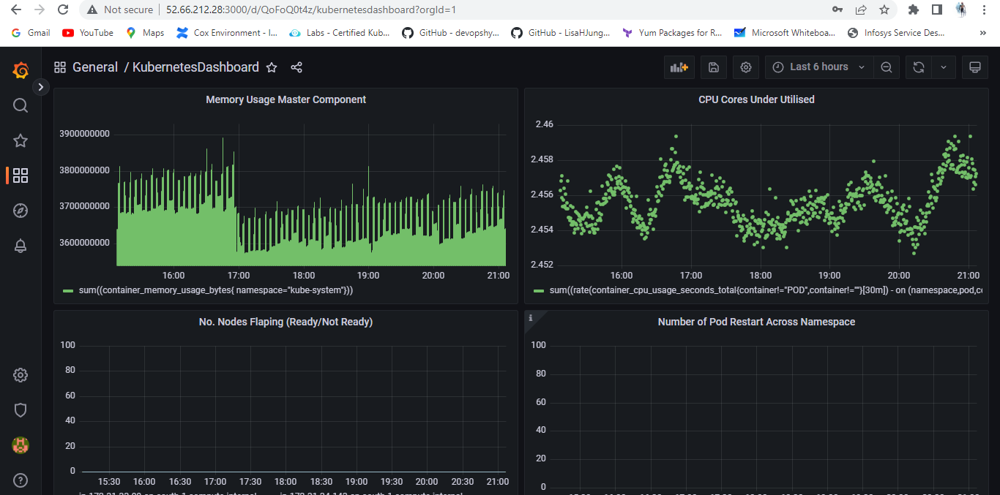 Not secure 52.66.212.28:3000/d/QoFoQ0t4z/kubernetesdashboard?orgId=1
Gmail YouTube Maps Cox Environment - I... Labs - Certified Kub... GitHub - devopshy... GitHub - LisaHJung... Yum Packages for R... Microsoft Whiteboa... Infosys Service Des... »
General / KubernetesDashboard Last 6 hours
Memory Usage Master Component
3900000000
3800000000
3700000000
3600000000
16:00 17:00 18:00 19:00 20:00 21:00
sum((container_memory_usage_bytes{ namespace="kube-system"}))
CPU Cores Under Utilised
2.46
2.458
2.456
2.454
2.452
16:00 17:00 18:00 19:00 20:00 21:00
sum((rate(container_cpu_usage_seconds_total{container!="POD",container!=""}[30m]) - on (namespace,pod,co
No. Nodes Flaping (Ready/Not Ready)
100
80
60
40
20
0
15:30 16:00 16:30 17:00 17:30 18:00 18:30 19:00 19:30 20:00 20:30 21:00
Number of Pod Restart Across Namespace
100
80
60
40
20
0